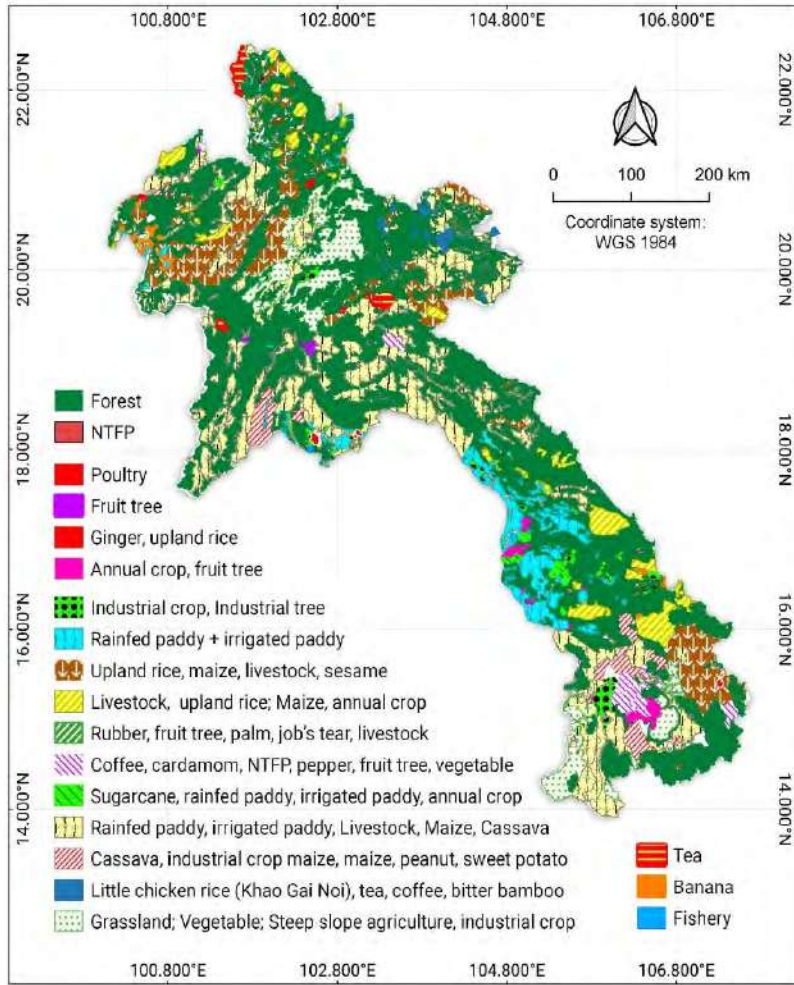 100.800°E 102.800°E 104.800°E 106.800°E
22.000°N 22.000°N
0 100 200 km
Coordinate system:
WGS 1984
20.000°N 20.000°N
18.000°N 18.000°N
16.000°N 16.000°N
14.000°N 14.000°N
Forest
NTFP
Poultry
Fruit tree
Ginger, upland rice
Annual crop, fruit tree
Industrial crop, Industrial tree
Rainfed paddy + irrigated paddy
Upland rice, maize, livestock, sesame
Livestock, upland rice; Maize, annual crop
Rubber, fruit tree, palm, job's tear, livestock
Coffee, cardamom, NTFP, pepper, fruit tree, vegetable
Sugarcane, rainfed paddy, irrigated paddy, annual crop
Rainfed paddy, irrigated paddy, Livestock, Maize, Cassava
Cassava, industrial crop maize, maize, peanut, sweet potato
Little chicken rice (Khao Gai Noi), tea, coffee, bitter bamboo
Grassland; Vegetable; Steep slope agriculture, industrial crop
Tea
Banana
Fishery
100.800°E 102.800°E 104.800°E 106.800°E